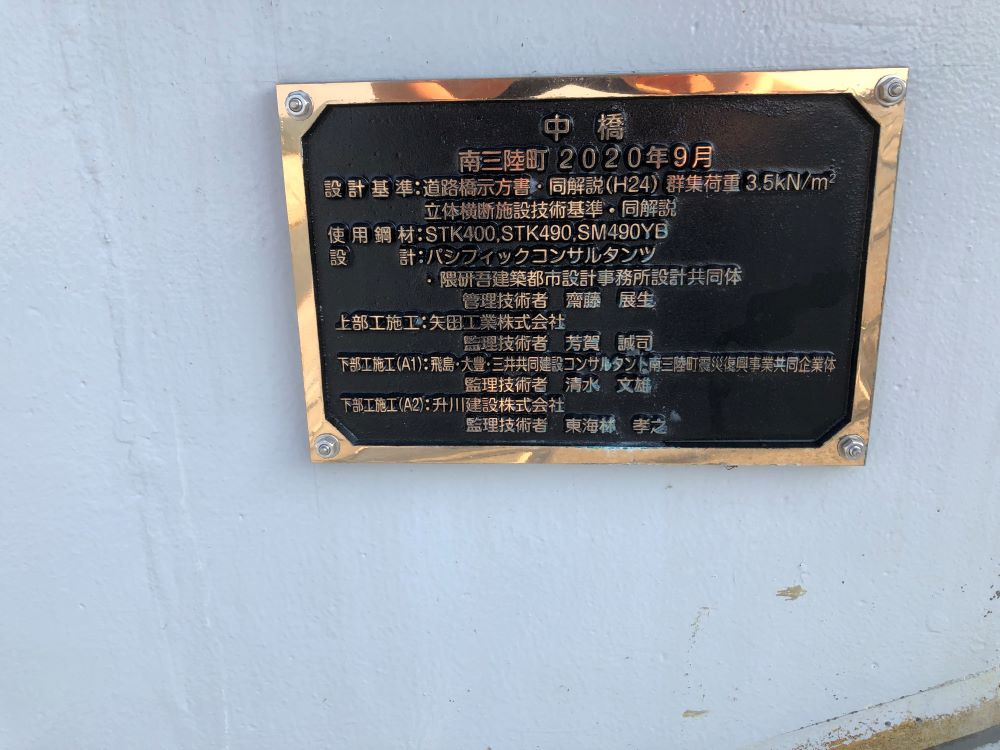 中 橋
南三陸町 2020年9月
設計基準:道路橋示方書・同解説(H24) 群集荷重 3.5kN/m²
立体横断施設技術基準・同解説
使用鋼材:STK400,STK490,SM490YB
設 計:パシフィックコンサルタンツ
・隈研吾建築都市設計事務所設計共同体
管理技術者 齋藤 展生
上部工施工:矢田工業株式会社
監理技術者 芳賀 誠司
下部工施工(A1):飛島・大豊・三井共同建設コンサルタント南三陸町震災復興事業共同企業体
監理技術者 清水 文雄
下部工施工(A2):升川建設株式会社
監理技術者 東海林 孝之